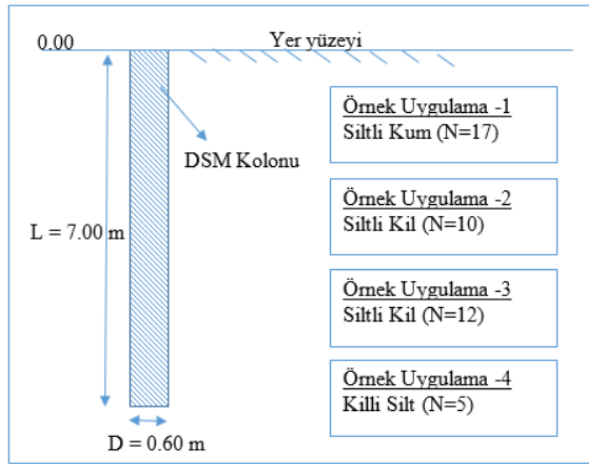 0.00
Yer yüzeyi
Örnek Uygulama -1
Siltli Kum (N=17)
DSM Kolonu
Örnek Uygulama -2
Siltli Kil (N=10)
L = 7.00 m
Örnek Uygulama -3
Siltli Kil (N=12)
Örnek Uygulama -4
Killi Silt (N=5)
D = 0.60 m